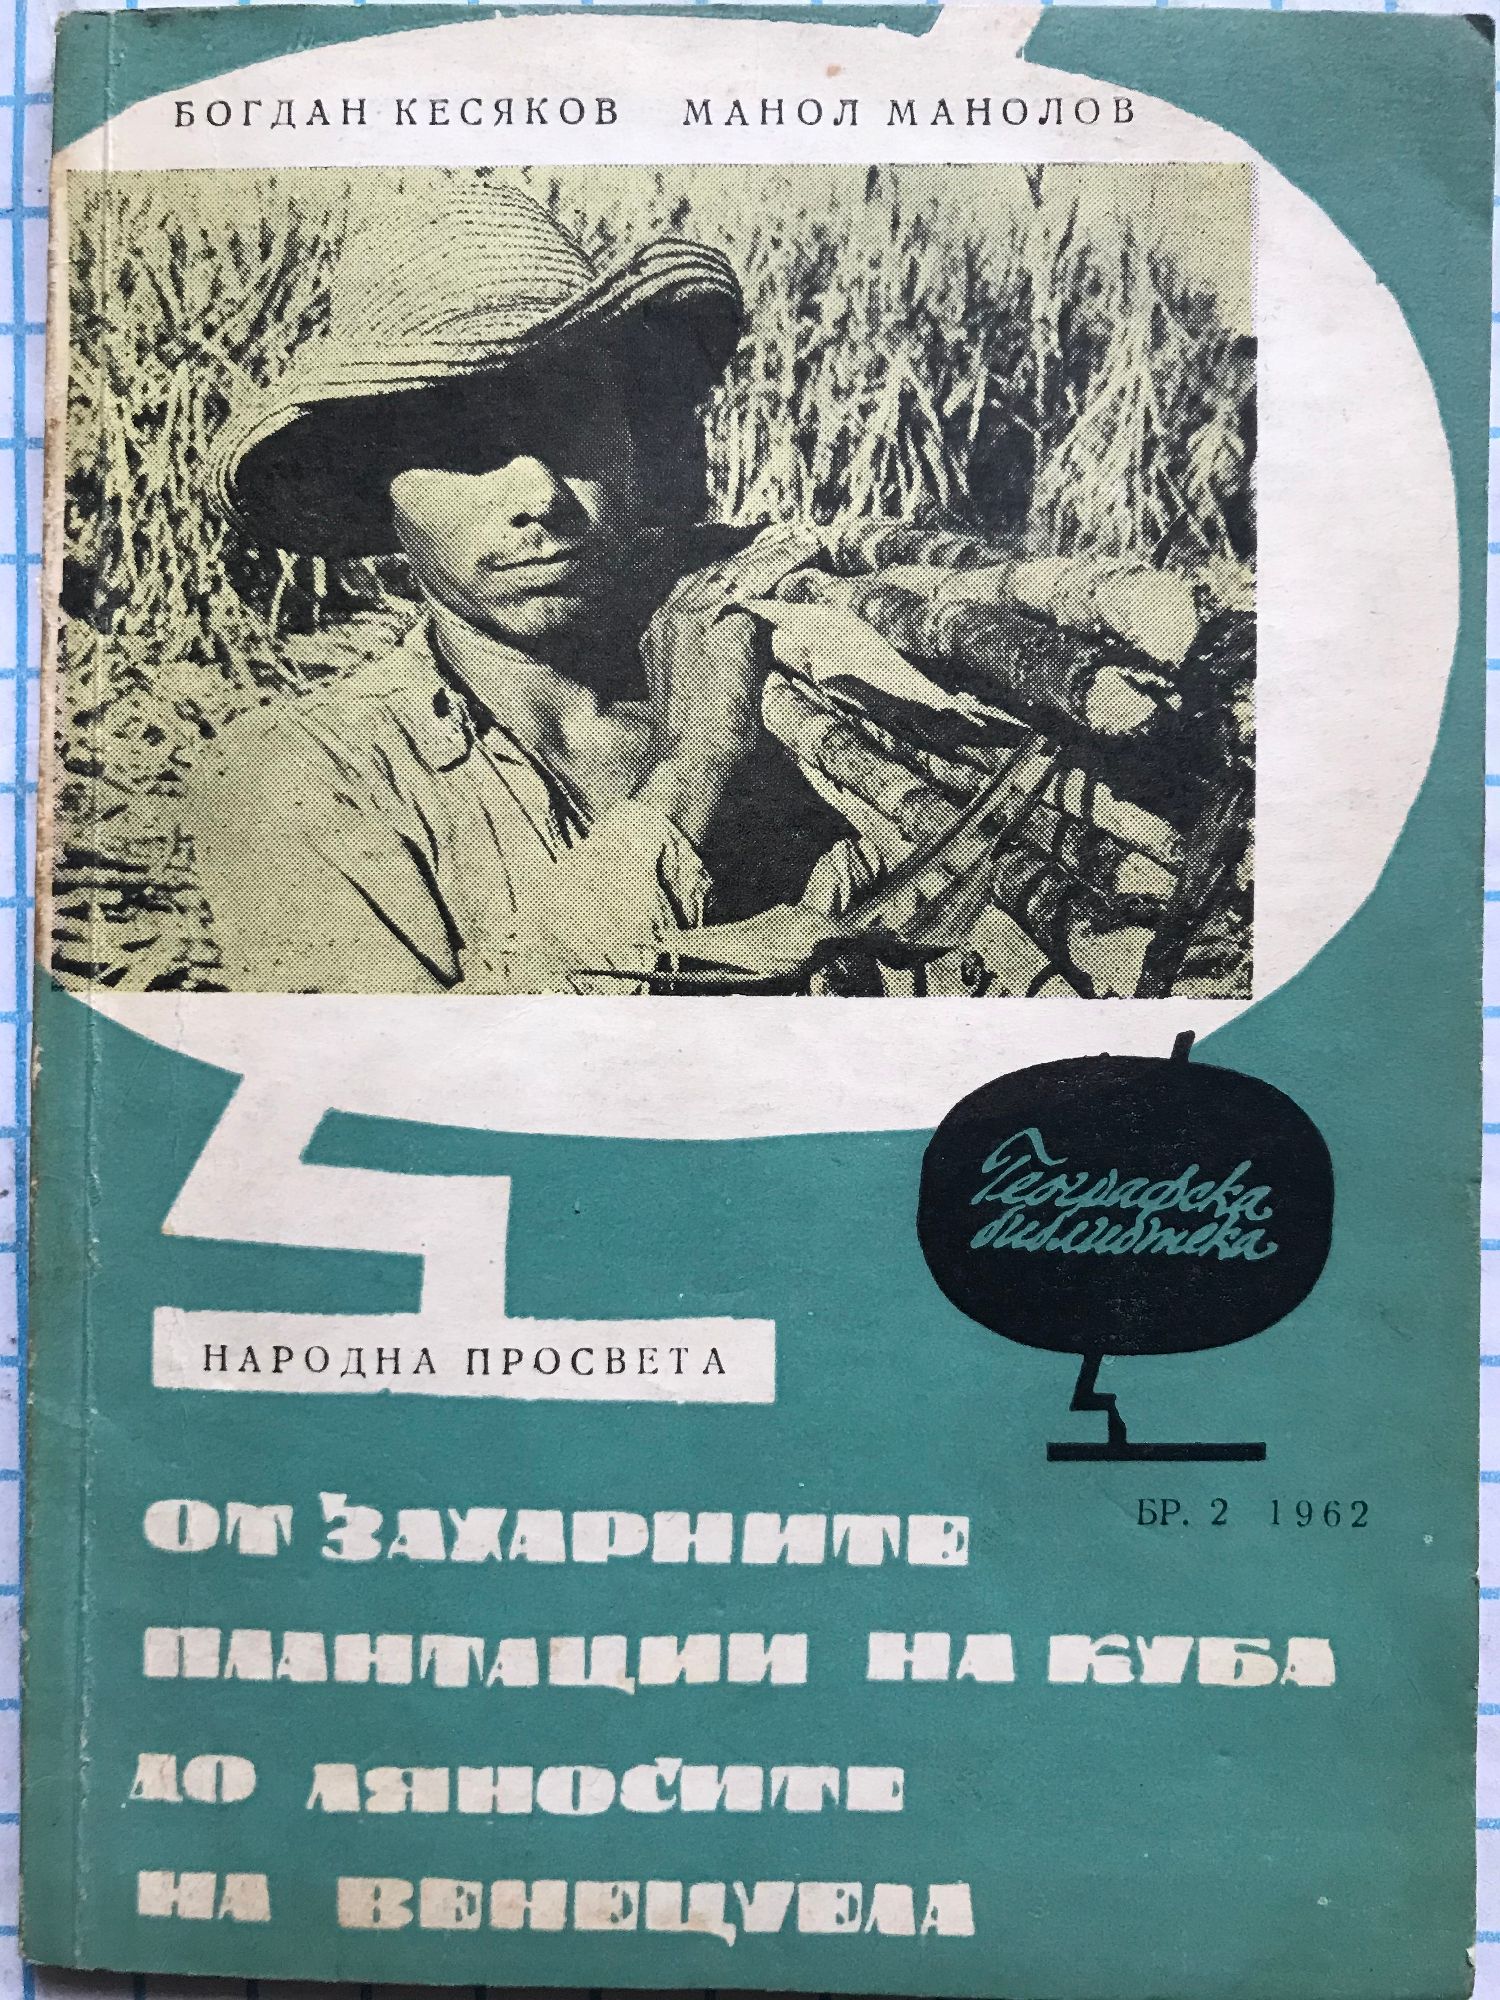 БОГДАН КЕСЯКОВ МАНОЛ МАНОЛОВ
Географска
библиотека
НАРОДНА ПРОСВЕТА
БР. 2 1962
ОТ ЗАХАРНИТЕ
ПЛАНТАЦИИ НА КУБА
ДО ЛЯНОСИТЕ
НА ВЕНЕЦУЕЛА